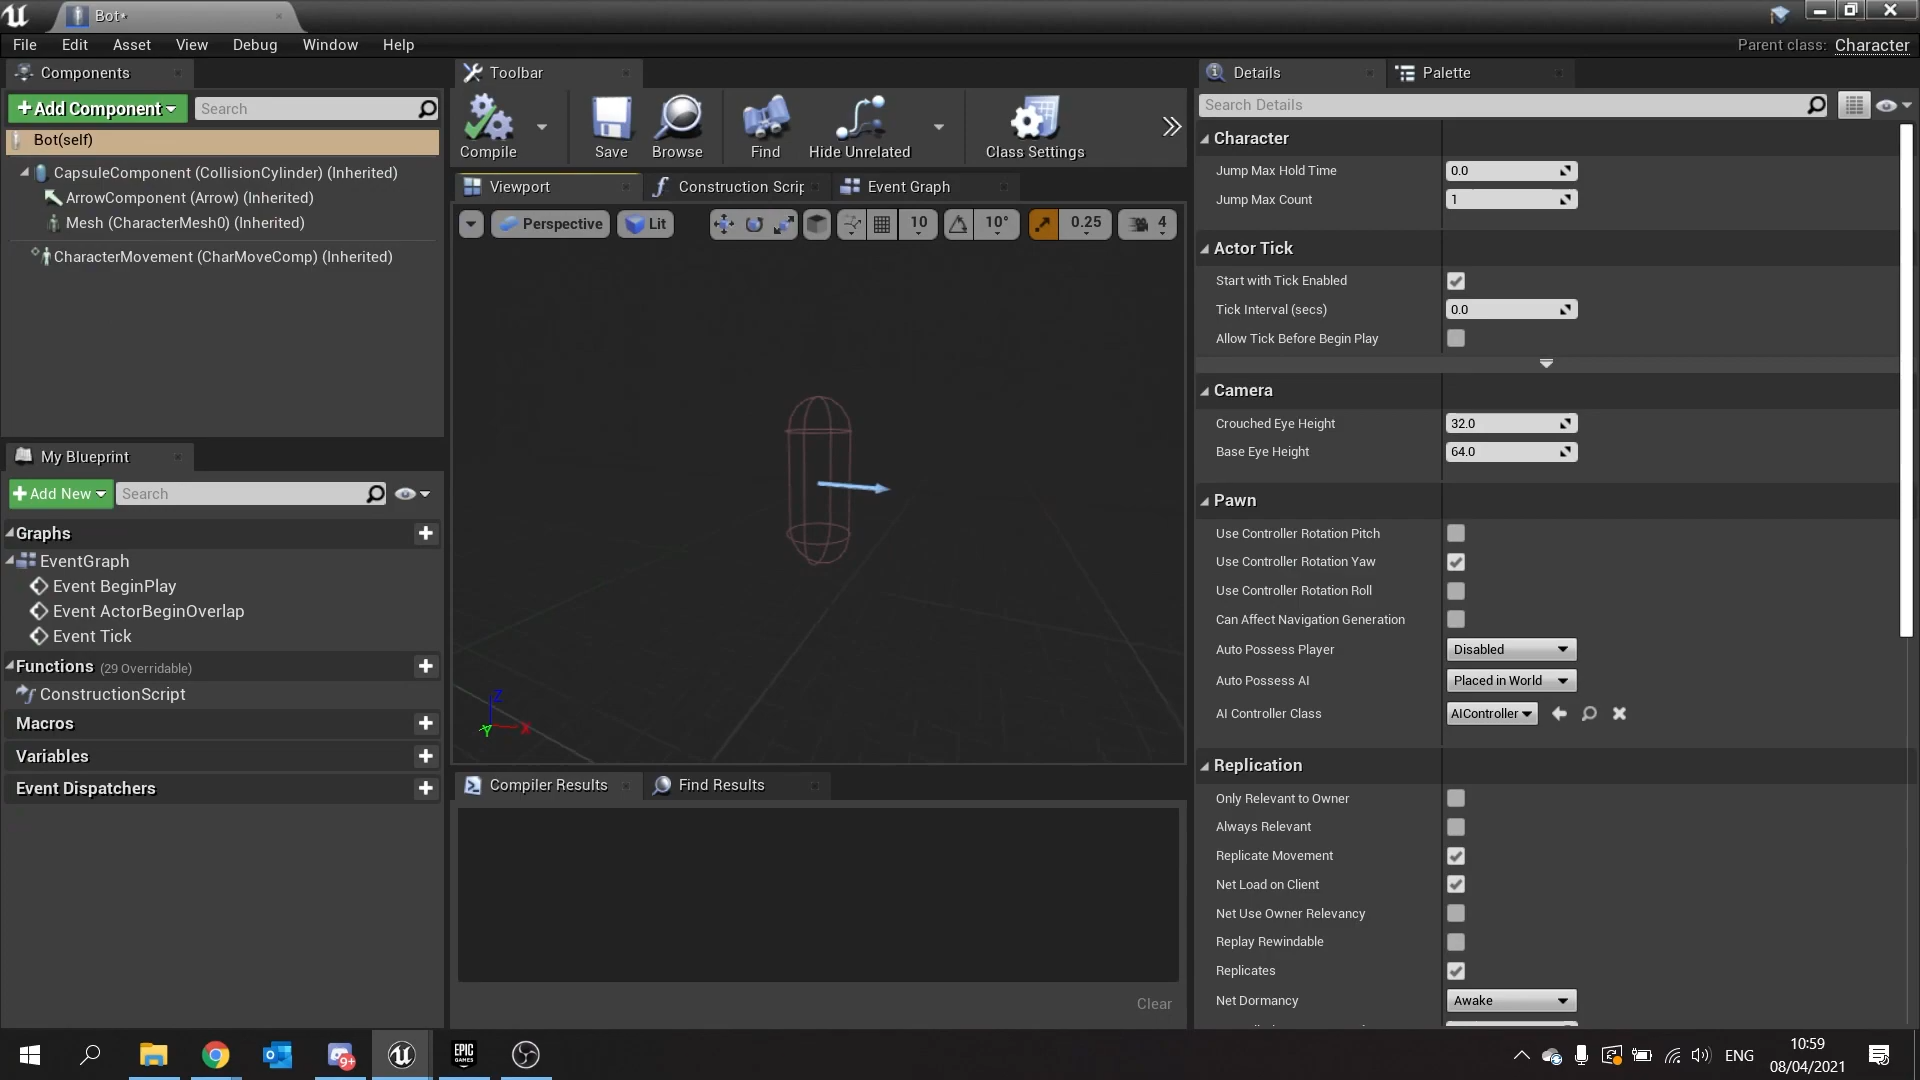 Bot*
File Edit Asset View Debug Window Help
Parent class: Character
Components
+Add Component
Search
Bot(self)
CapsuleComponent (CollisionCylinder) (Inherited)
ArrowComponent (Arrow) (Inherited)
Mesh (CharacterMesh0) (Inherited)
CharacterMovement (CharMoveComp) (Inherited)
My Blueprint
+Add New
Search
Graphs
EventGraph
Event BeginPlay
Event ActorBeginOverlap
Event Tick
Functions (29 Overridable)
ConstructionScript
Macros
Variables
Event Dispatchers
Toolbar
Compile
Save
Browse
Find
Hide Unrelated
Class Settings
Viewport
Construction Scrip
Event Graph
Perspective
Lit
10
10°
0.25
4
Z
X
Y
Compiler Results
Find Results
Clear
Details
Palette
Search Details
Character
Jump Max Hold Time 0.0
Jump Max Count 1
Actor Tick
Start with Tick Enabled
Tick Interval (secs) 0.0
Allow Tick Before Begin Play
Camera
Crouched Eye Height 32.0
Base Eye Height 64.0
Pawn
Use Controller Rotation Pitch
Use Controller Rotation Yaw
Use Controller Rotation Roll
Can Affect Navigation Generation
Auto Possess Player Disabled
Auto Possess AI Placed in World
AI Controller Class AIController
Replication
Only Relevant to Owner
Always Relevant
Replicate Movement
Net Load on Client
Net Use Owner Relevancy
Replay Rewindable
Replicates
Net Dormancy Awake
9+
EPIC
GAMES
ENG
10:59
08/04/2021